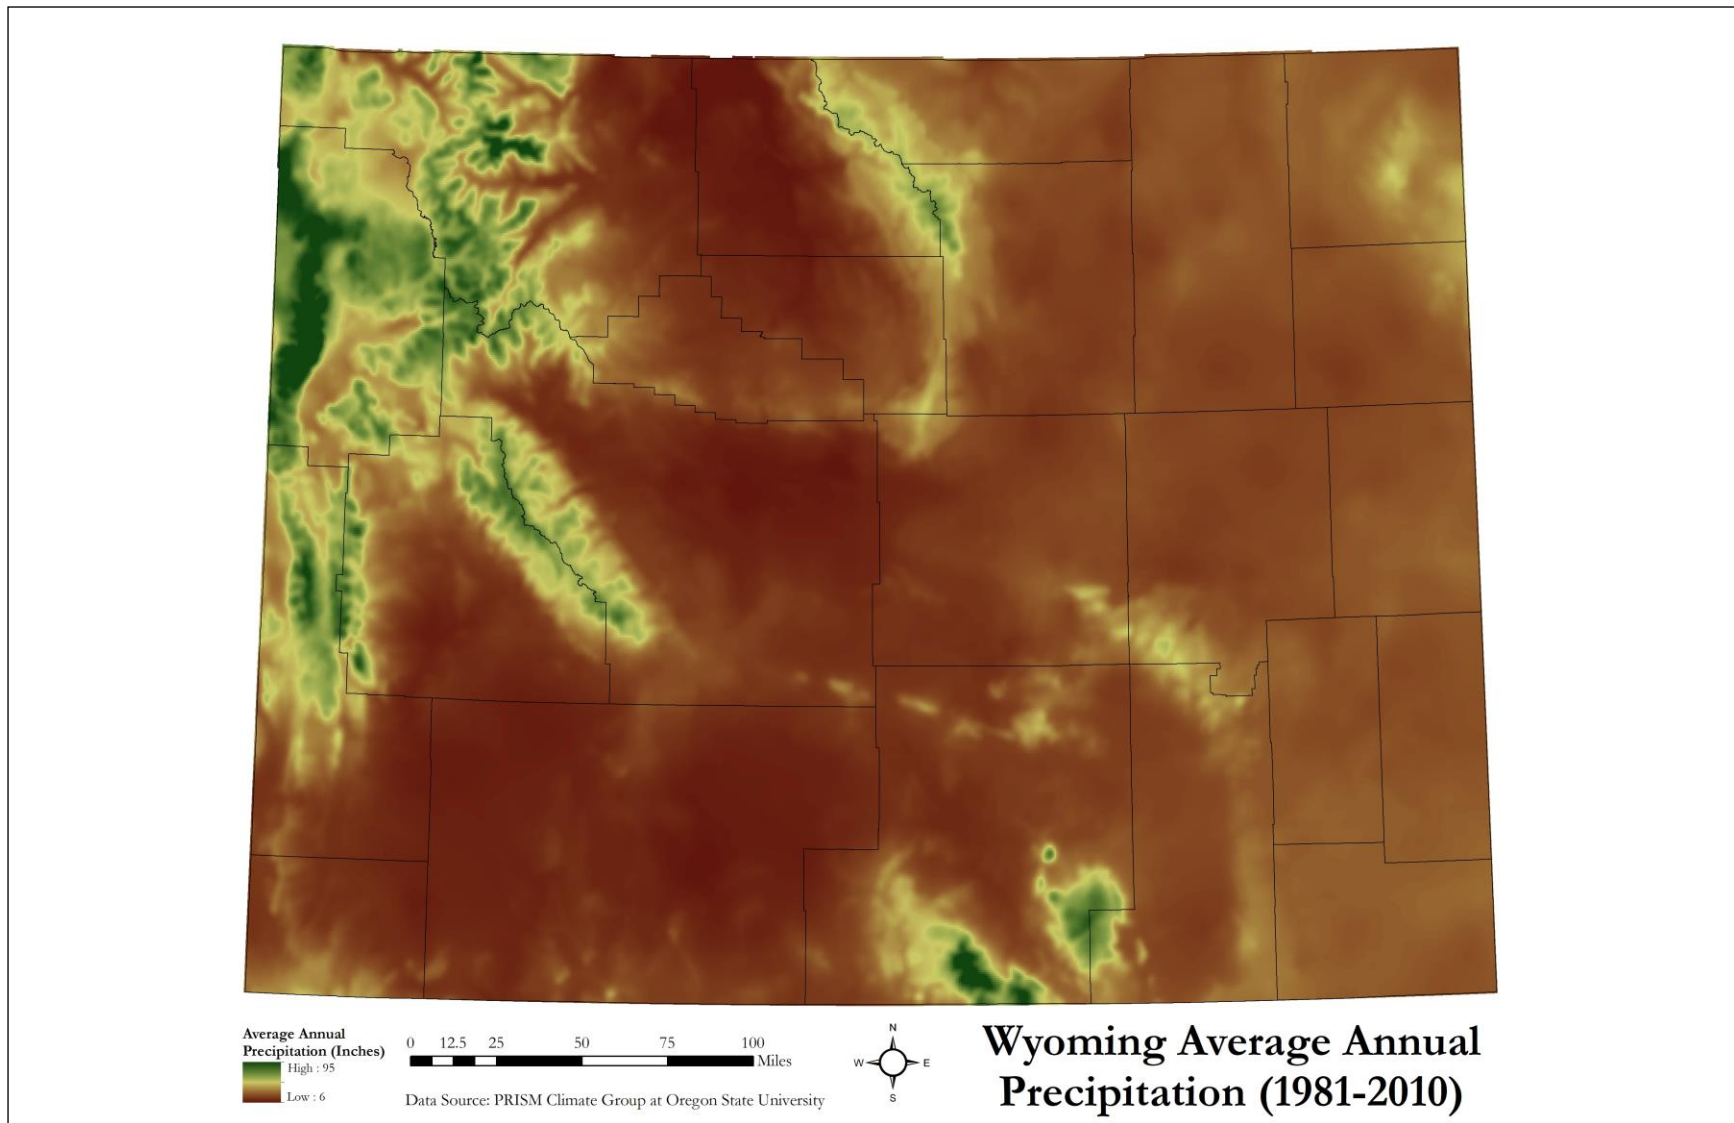 Average Annual
Precipitation (Inches)
High : 95
Low : 6
0 12.5 25 50 75 100
Miles
Data Source: PRISM Climate Group at Oregon State University
N
W E
S
Wyoming Average Annual
Precipitation (1981-2010)